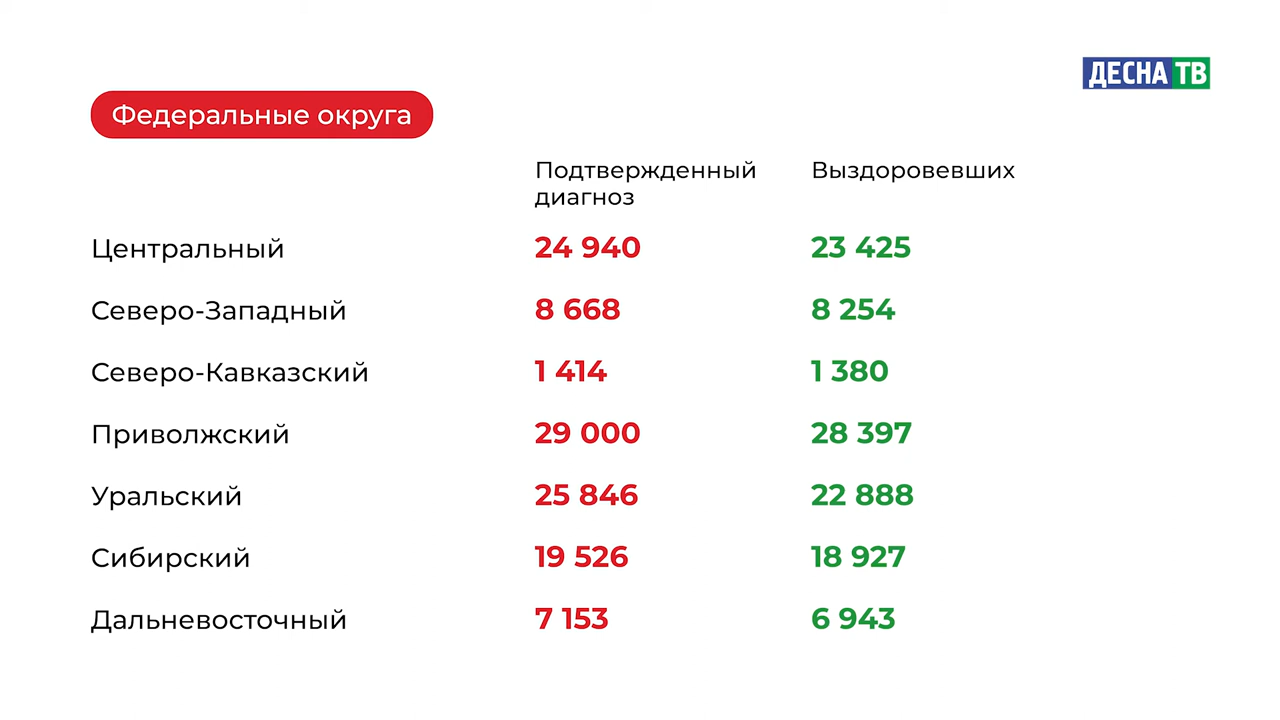 ДЕСНА ТВ
Федеральные округа
Подтвержденный
диагноз
Выздоровевших
Центральный 24 940 23 425
Северо-Западный 8 668 8 254
Северо-Кавказский 1 414 1 380
Приволжский 29 000 28 397
Уральский 25 846 22 888
Сибирский 19 526 18 927
Дальневосточный 7 153 6 943